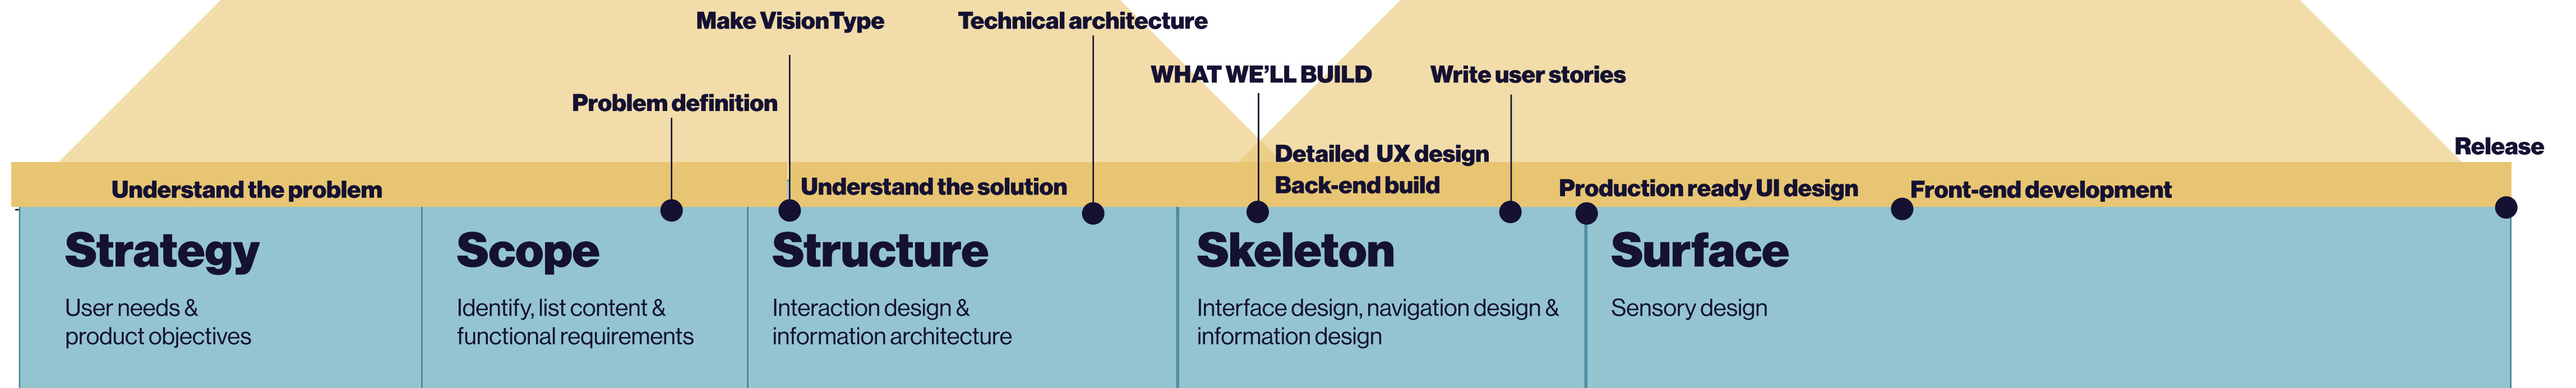 Make VisionType
Technical architecture
WHAT WE'LL BUILD
Write user stories
Problem definition
Release
Detailed UX design
Understand the problem
Understand the solution
Back-end build
Production ready UI design
Front-end development
Strategy
User needs &
product objectives
Scope
Identify, list content &
functional requirements
Structure
Interaction design &
information architecture
Skeleton
Interface design, navigation design &
information design
Surface
Sensory design